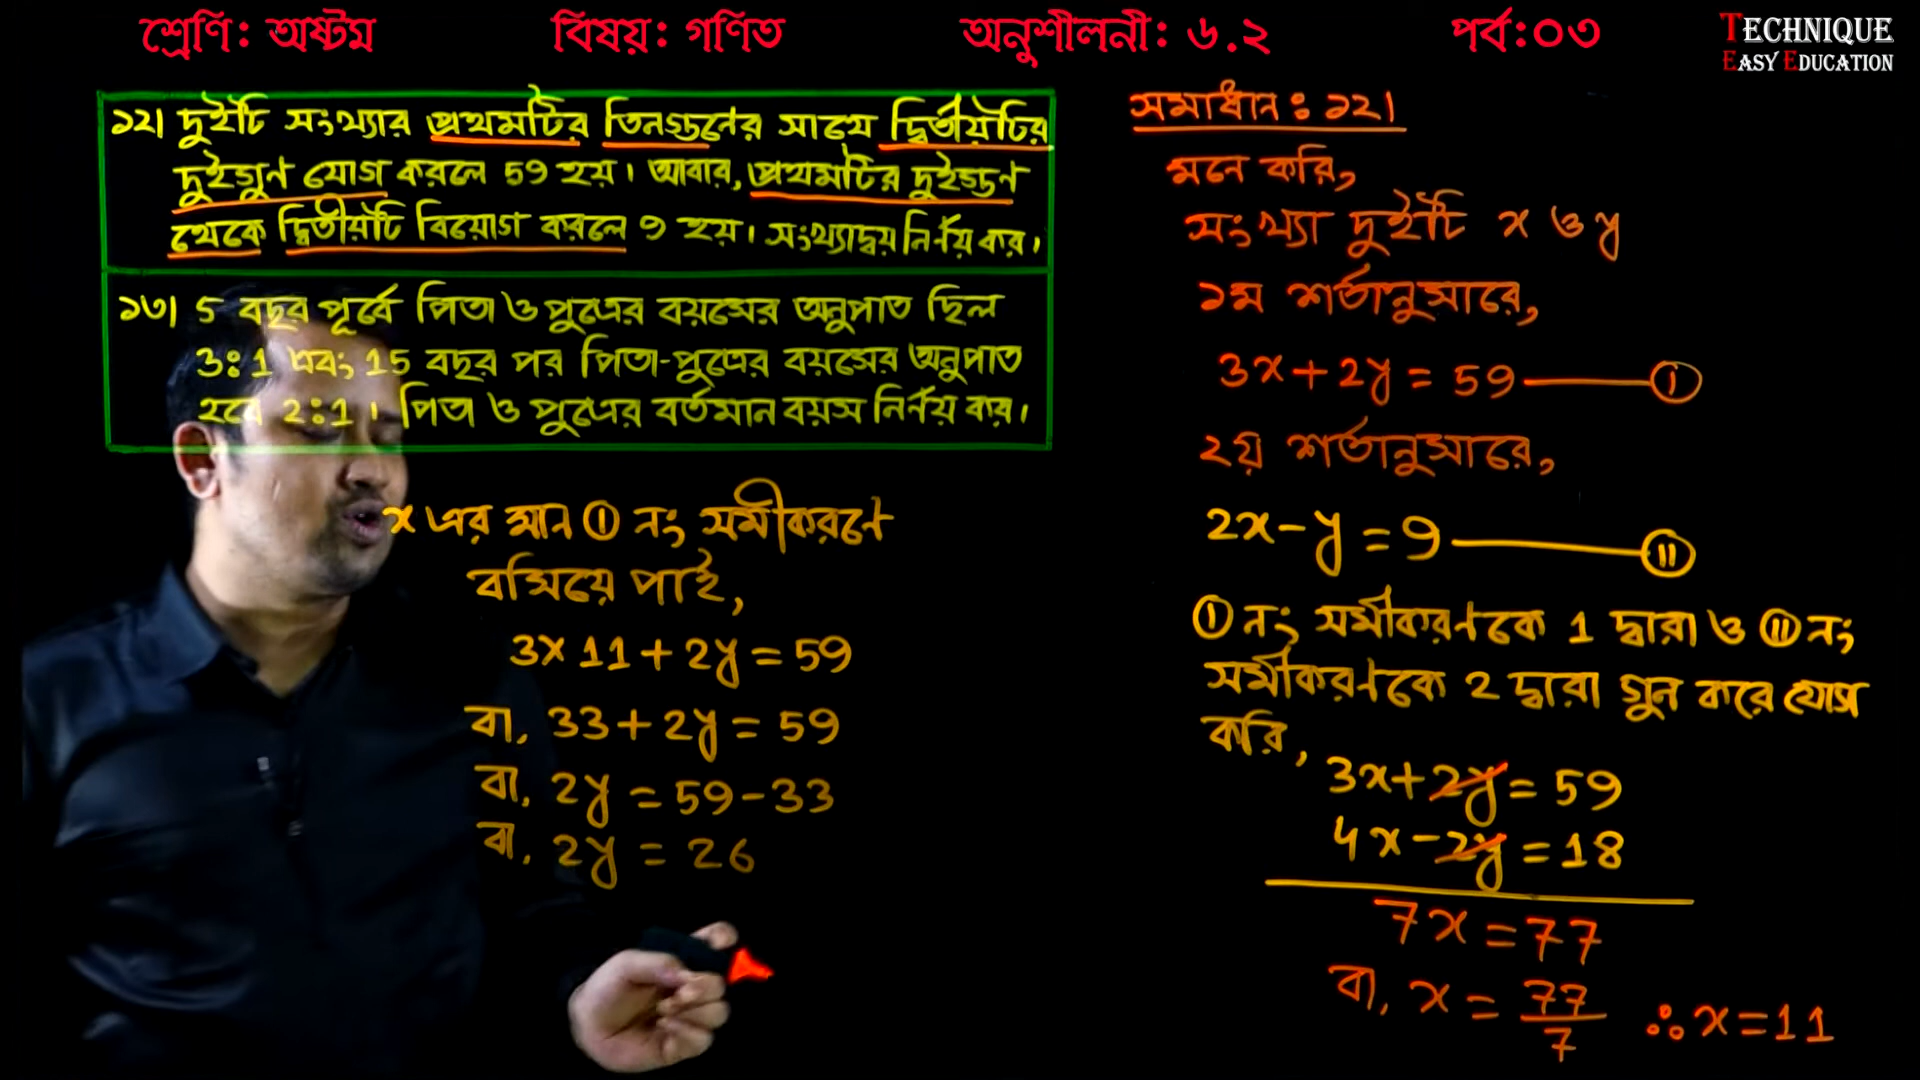 শ্রেণি: অষ্টম বিষয়: গণিত অনুশীলনী: ৬.২ পর্ব:০৩
TECHNIQUE
EASY EDUCATION
১২। দুইটি সংখ্যার প্রথমটির তিনগুনের সাথে দ্বিতীয়টির
দুইগুণ যোগ করলে 59 হয়। আবার, প্রথমটির দুইগুণ
থেকে দ্বিতীয়টি বিয়োগ করলে 9 হয়। সংখ্যাদ্বয় নির্ণয় কর।
১৩। 5 বছর পূর্বে পিতা ও পুত্রের বয়সের অনুপাত ছিল
3:1 এবং 15 বছর পর পিতা-পুত্রের বয়সের অনুপাত
হবে 2:1। পিতা ও পুত্রের বর্তমান বয়স নির্ণয় কর।
x এর মান ① নং সমীকরণে
বসিয়ে পাই,
3×11+2y=59
বা, 33+2y=59
বা, 2y=59-33
বা, 2y=26
সমাধান: ১২।
মনে করি,
সংখ্যা দুইটি x ও y
১ম শর্তানুসারে,
3x+2y=59 ①
২য় শর্তানুসারে,
2x-y=9 ⑪
① নং সমীকরণকে 1 দ্বারা ও ⑪ নং
সমীকরণকে 2 দ্বারা গুন করে যোগ
করি,
3x+2y=59
4x-2y=18
7x=77
বা, x=77/7 ∴x=11